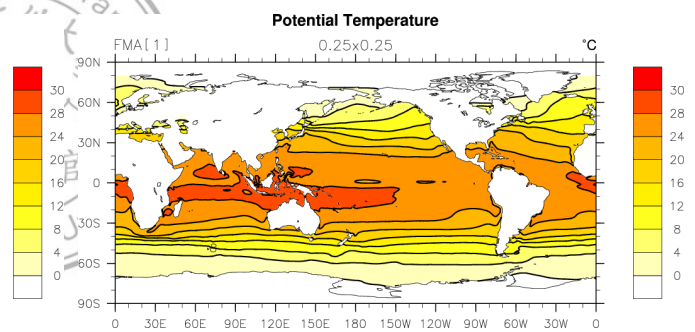 Potential Temperature
FMA[1] 0.25x0.25 °C
90N
60N
30N
0
30S
60S
90S
0 30E 60E 90E 120E 150E 180 150W 120W 90W 60W 30W 0
30
28
24
20
16
12
8
4
0
30
28
24
20
16
12
8
4
0